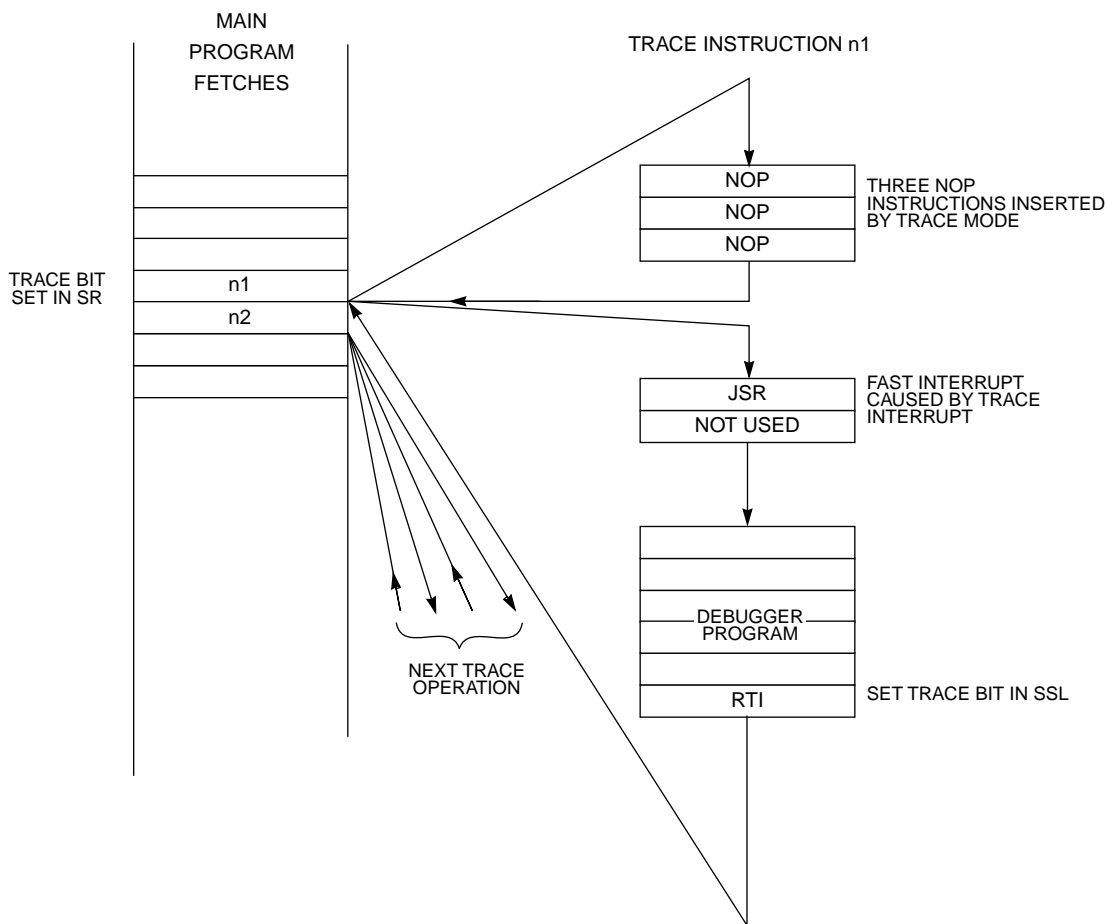 MAIN
PROGRAM
FETCHES
TRACE INSTRUCTION n1
NOP
NOP
NOP
THREE NOP
INSTRUCTIONS INSERTED
BY TRACE MODE
TRACE BIT
SET IN SR
n1
n2
JSR
NOT USED
FAST INTERRUPT
CAUSED BY TRACE
INTERRUPT
DEBUGGER
PROGRAM
RTI
SET TRACE BIT IN SSL
NEXT TRACE
OPERATION